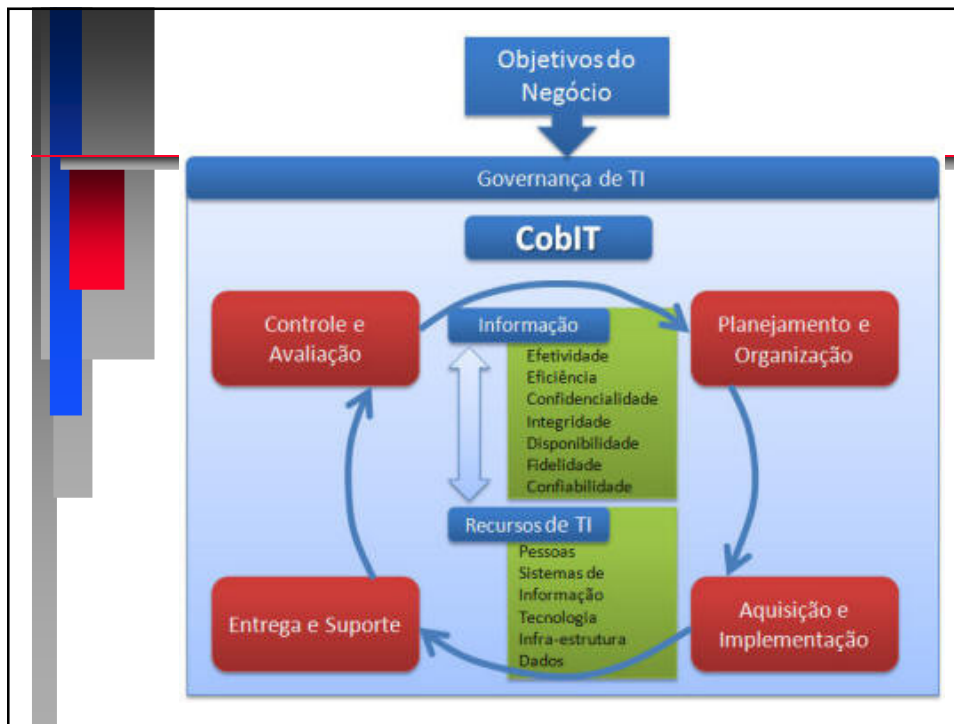 Objetivos do
Negócio
Governança de TI
CobIT
Controle e
Avaliação
Informação
Efetividade
Eficiência
Confidencialidade
Integridade
Disponibilidade
Fidelidade
Confiabilidade
Planejamento e
Organização
Recursos de TI
Pessoas
Sistemas de
Informação
Tecnologia
Infra-estrutura
Dados
Entrega e Suporte
Aquisição e
Implementação